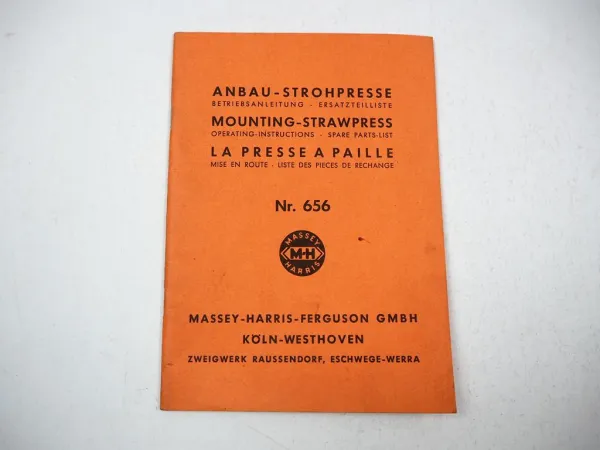 ANBAU-STROHPRESSE
BETRIEBSANLEITUNG · ERSATZTEILLISTE
MOUNTING-STRAWPRESS
OPERATING-INSTRUCTIONS · SPARE PARTS-LIST
LA PRESSE A PAILLE
MISE EN ROUTE · LISTE DES PIECES DE RECHANGE
Nr. 656
MASSEY
M-H
HARRIS
MASSEY-HARRIS-FERGUSON GMBH
KÖLN-WESTHOVEN
ZWEIGWERK RAUSSENDORF, ESCHWEGE-WERRA